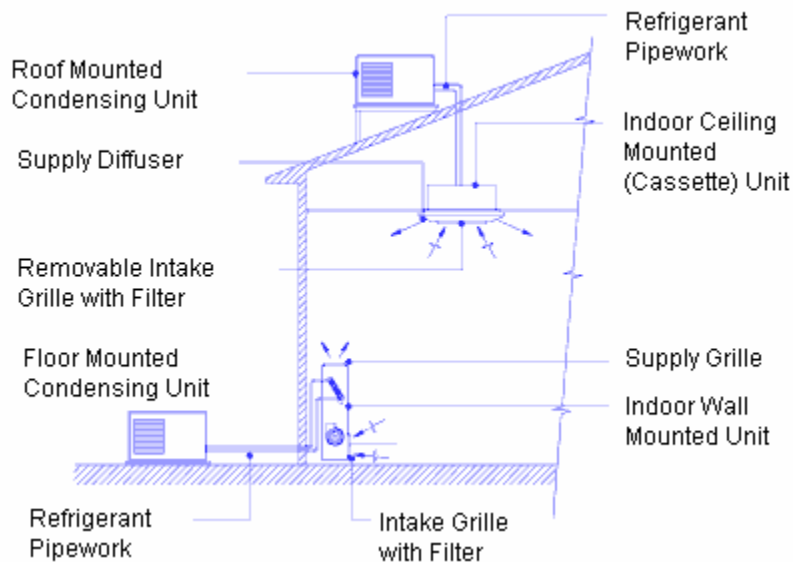 Refrigerant
Pipework
Roof Mounted
Condensing Unit
Indoor Ceiling
Mounted
(Cassette) Unit
Supply Diffuser
Removable Intake
Grille with Filter
Floor Mounted
Condensing Unit
Supply Grille
Indoor Wall
Mounted Unit
Refrigerant
Pipework
Intake Grille
with Filter